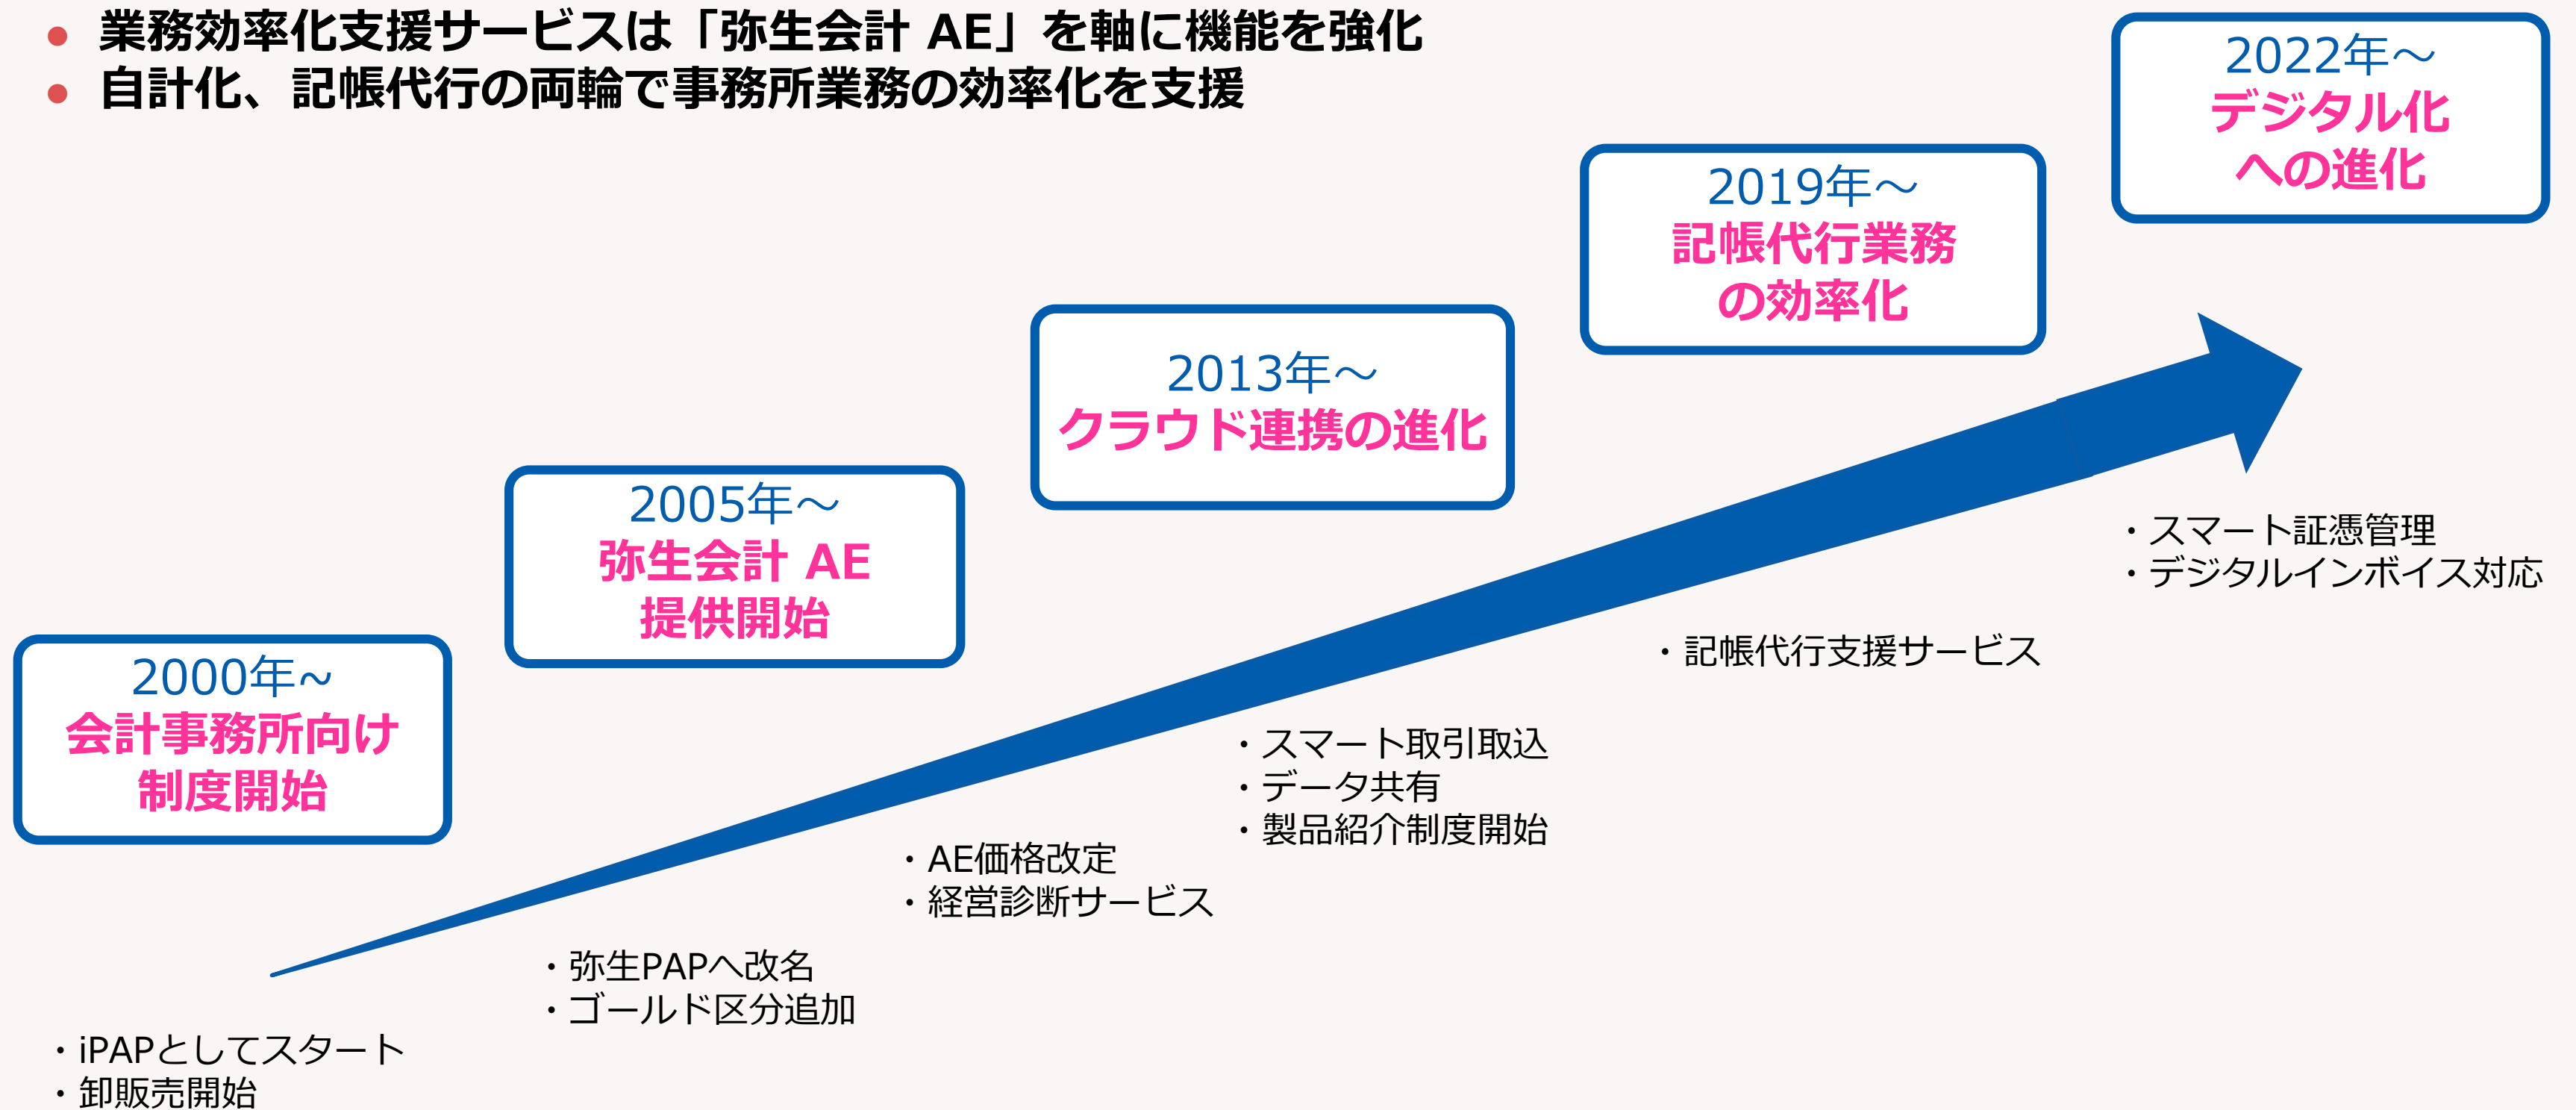 ● 業務効率化支援サービスは「弥生会計 AE」を軸に機能を強化
● 自計化、記帳代行の両輪で事務所業務の効率化を支援
2000年~
会計事務所向け
制度開始
2005年～
弥生会計 AE
提供開始
2013年～
クラウド連携の進化
2019年～
記帳代行業務
の効率化
2022年～
デジタル化
への進化
・iPAPとしてスタート
・卸販売開始
・弥生PAPへ改名
・ゴールド区分追加
・AE価格改定
・経営診断サービス
・スマート取引取込
・データ共有
・製品紹介制度開始
・記帳代行支援サービス
・スマート証憑管理
・デジタルインボイス対応